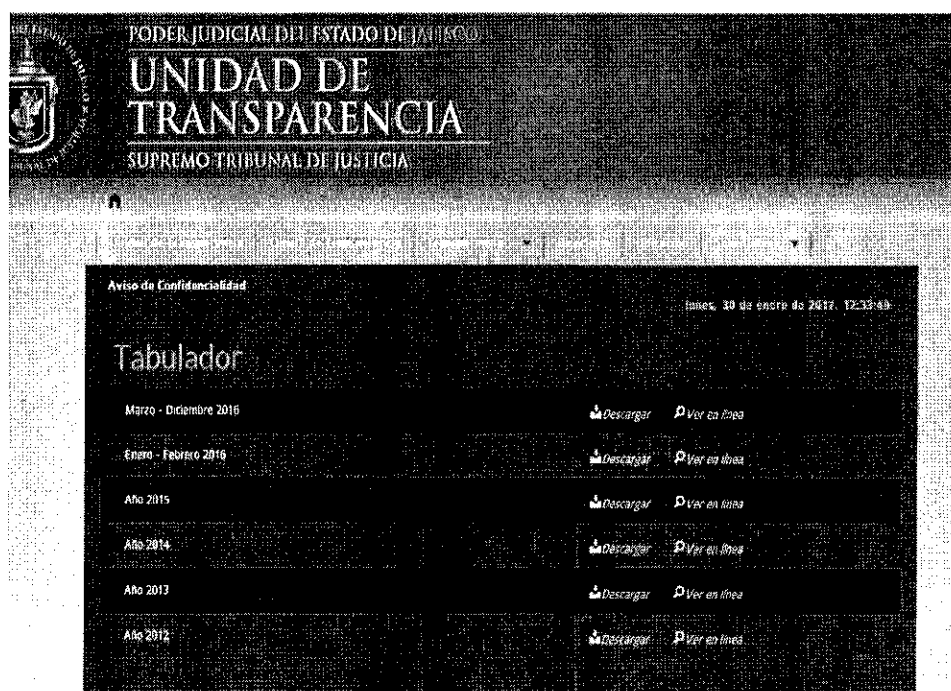 PODER JUDICIAL DEL ESTADO DE JALISCO
UNIDAD DE
TRANSPARENCIA
SUPREMO TRIBUNAL DE JUSTICIA
Aviso de Confidencialidad
lunes, 30 de enero de 2017. 12:33:49
Tabulador
Marzo - Diciembre 2016 Descargar Ver en línea
Enero - Febrero 2016 Descargar Ver en línea
Año 2015 Descargar Ver en línea
Año 2014 Descargar Ver en línea
Año 2013 Descargar Ver en línea
Año 2012 Descargar Ver en línea